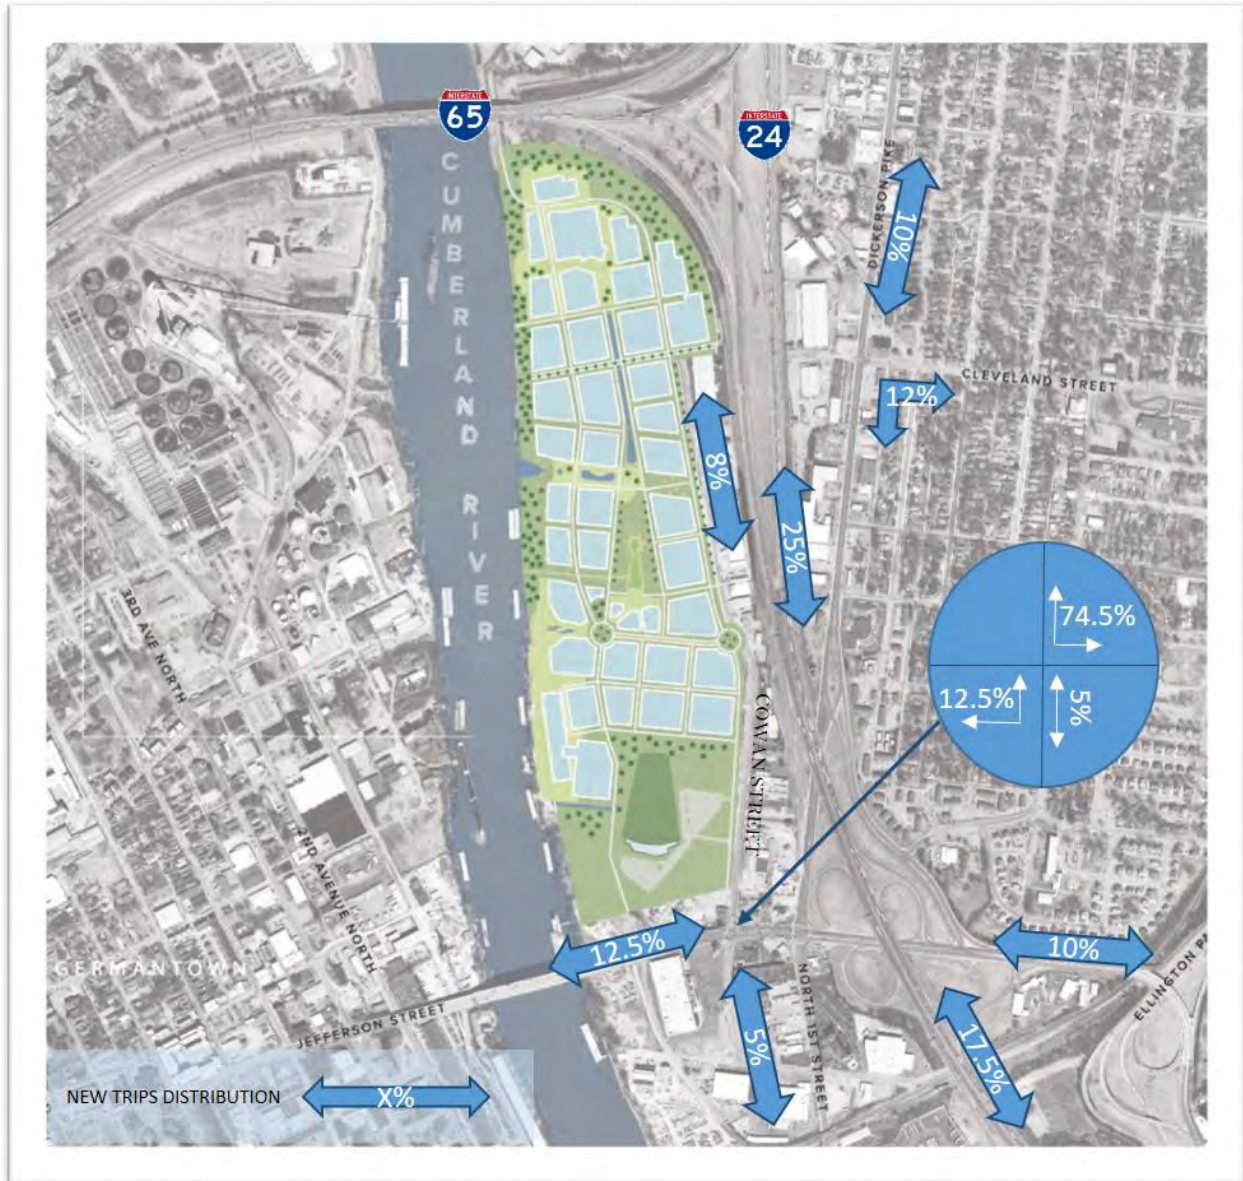 INTERSTATE
65
INTERSTATE
24
CUMBERLAND RIVER
DICKERSON PIKE
10%
CLEVELAND STREET
12%
8%
25%
74.5%
12.5%
5%
3RD AVE NORTH
COWAN STREET
2ND AVENUE NORTH
12.5%
10%
GERMANTOWN
ELLINGTON PA
JEFFERSON STREET
5%
NORTH 1ST STREET
17.5%
NEW TRIPS DISTRIBUTION
X%